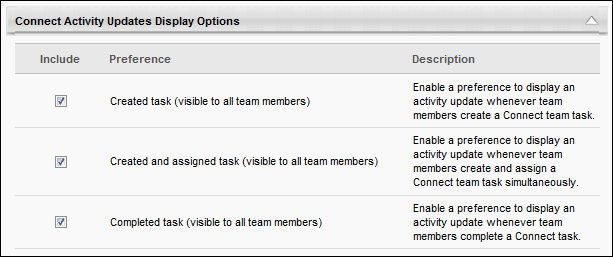 Connect Activity Updates Display Options
Include Preference Description
Created task (visible to all team members)
Enable a preference to display an
activity update whenever team
members create a Connect team task.
Created and assigned task (visible to all team members)
Enable a preference to display an
activity update whenever team
members create and assign a
Connect team task simultaneously.
Completed task (visible to all team members)
Enable a preference to display an
activity update whenever team
members complete a Connect task.